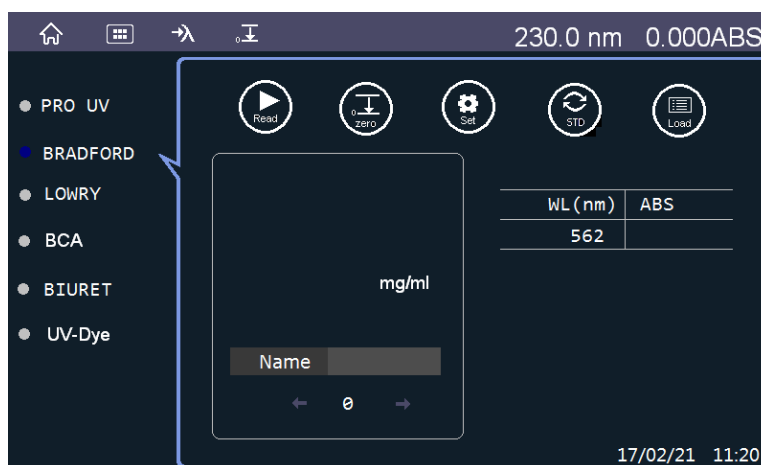 230.0 nm 0.000ABS
PRO UV
BRADFORD
LOWRY
BCA
BIURET
UV-Dye
Read
0 zero
Set
STD
Load
mg/ml
Name
0
WL(nm) ABS
562
17/02/21 11:20